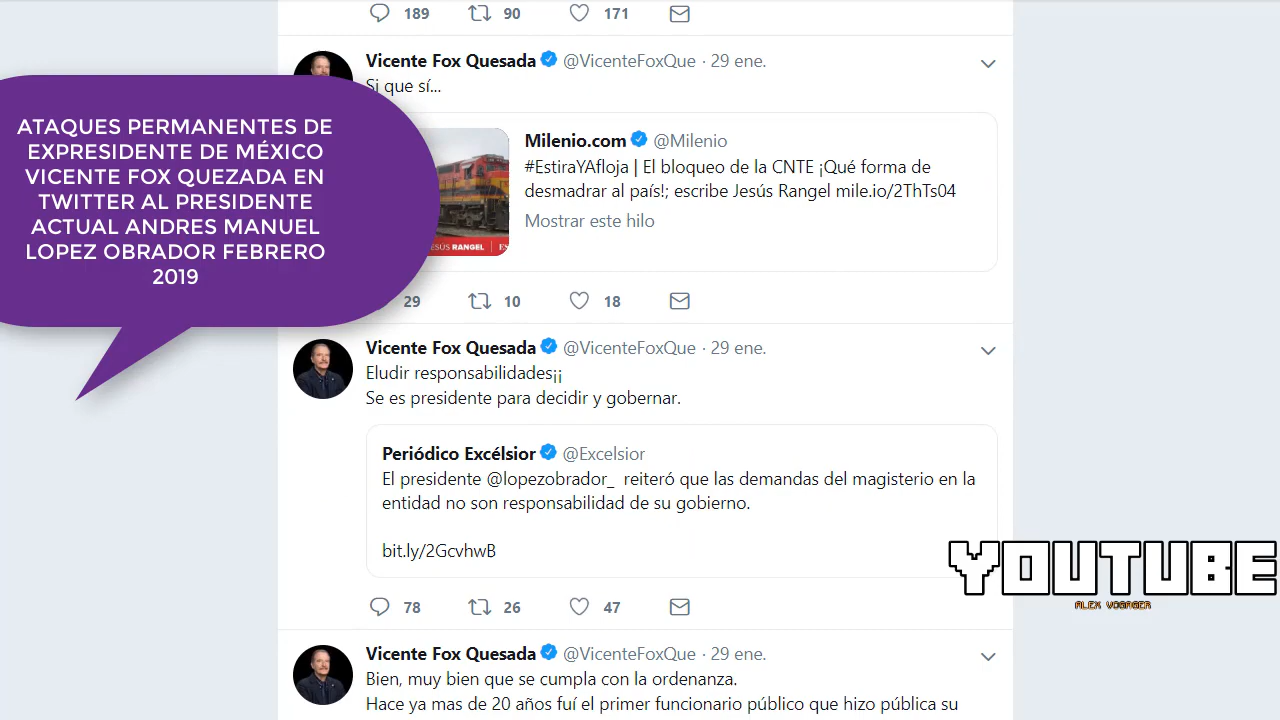 189 90 171
Vicente Fox Quesada @VicenteFoxQue · 29 ene.
Si que sí...
ATAQUES PERMANENTES DE
EXPRESIDENTE DE MÉXICO
VICENTE FOX QUEZADA EN
TWITTER AL PRESIDENTE
ACTUAL ANDRES MANUEL
LOPEZ OBRADOR FEBRERO
2019
Milenio.com @Milenio
#EstiraYAfloja | El bloqueo de la CNTE ¡Qué forma de
desmadrar al país!; escribe Jesús Rangel mile.io/2ThTs04
Mostrar este hilo
RANGEL
29 10 18
Vicente Fox Quesada @VicenteFoxQue · 29 ene.
Eludir responsabilidades¡¡
Se es presidente para decidir y gobernar.
Periódico Excélsior @Excelsior
El presidente @lopezobrador_ reiteró que las demandas del magisterio en la
entidad no son responsabilidad de su gobierno.
bit.ly/2GcvhwB
YOUTUBE
ALEX VOGAGER
78 26 47
Vicente Fox Quesada @VicenteFoxQue · 29 ene.
Bien, muy bien que se cumpla con la ordenanza.
Hace ya mas de 20 años fuí el primer funcionario público que hizo pública su